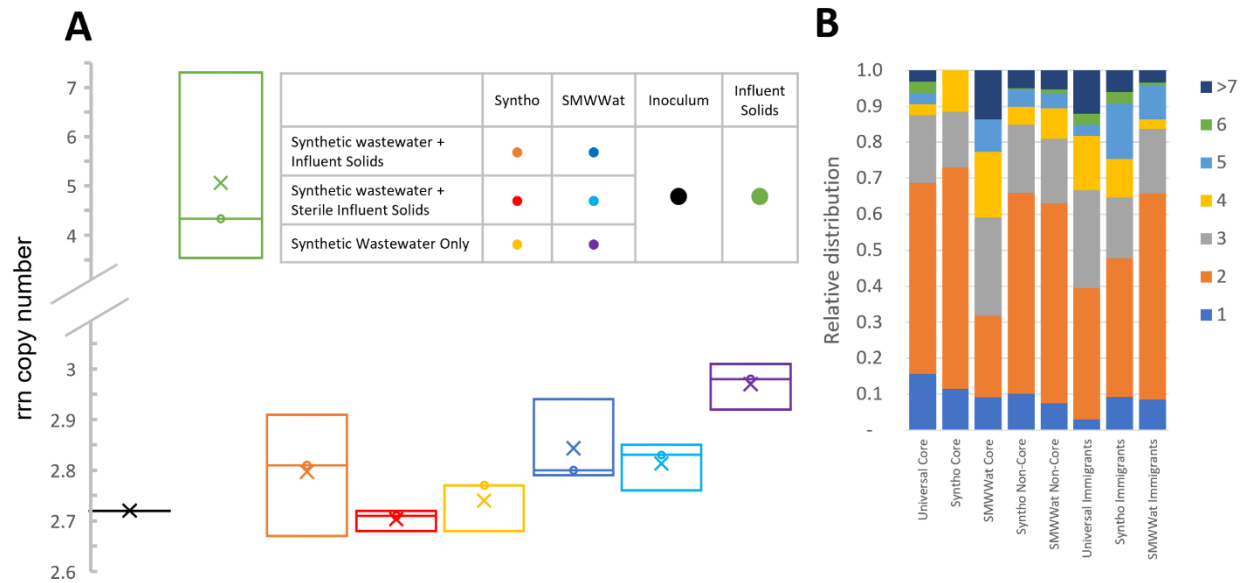 A
rrn copy number
7
6
5
4
3
2.9
2.8
2.7
2.6
Syntho
SMWWat
Inoculum
Influent
Solids
Synthetic wastewater +
Influent Solids
Synthetic wastewater +
Sterile Influent Solids
Synthetic Wastewater Only
B
Relative distribution
1.0
0.9
0.8
0.7
0.6
0.5
0.4
0.3
0.2
0.1
-
Universal Core
Syntho Core
SMWWat Core
Syntho Non-Core
SMWWat Non-Core
Universal Immigrants
Syntho Immigrants
SMWWat Immigrants
>7
6
5
4
3
2
1